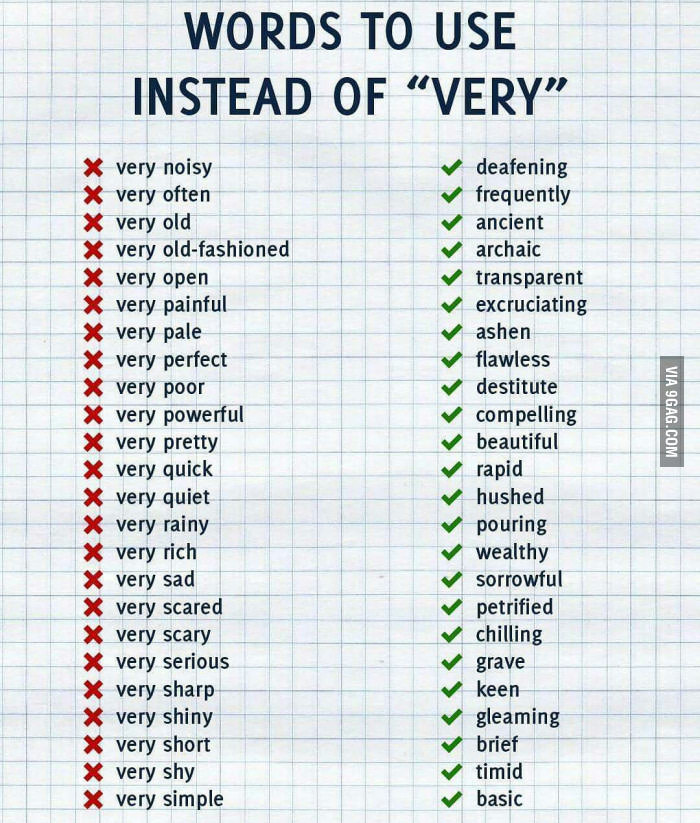 WORDS TO USE
INSTEAD OF “VERY”
very noisy deafening
very often frequently
very old ancient
very old-fashioned archaic
very open transparent
very painful excruciating
very pale ashen
very perfect flawless
very poor destitute
very powerful compelling
very pretty beautiful
very quick rapid
very quiet hushed
very rainy pouring
very rich wealthy
very sad sorrowful
very scared petrified
very scary chilling
very serious grave
very sharp keen
very shiny gleaming
very short brief
very shy timid
very simple basic
VIA 9GAG.COM